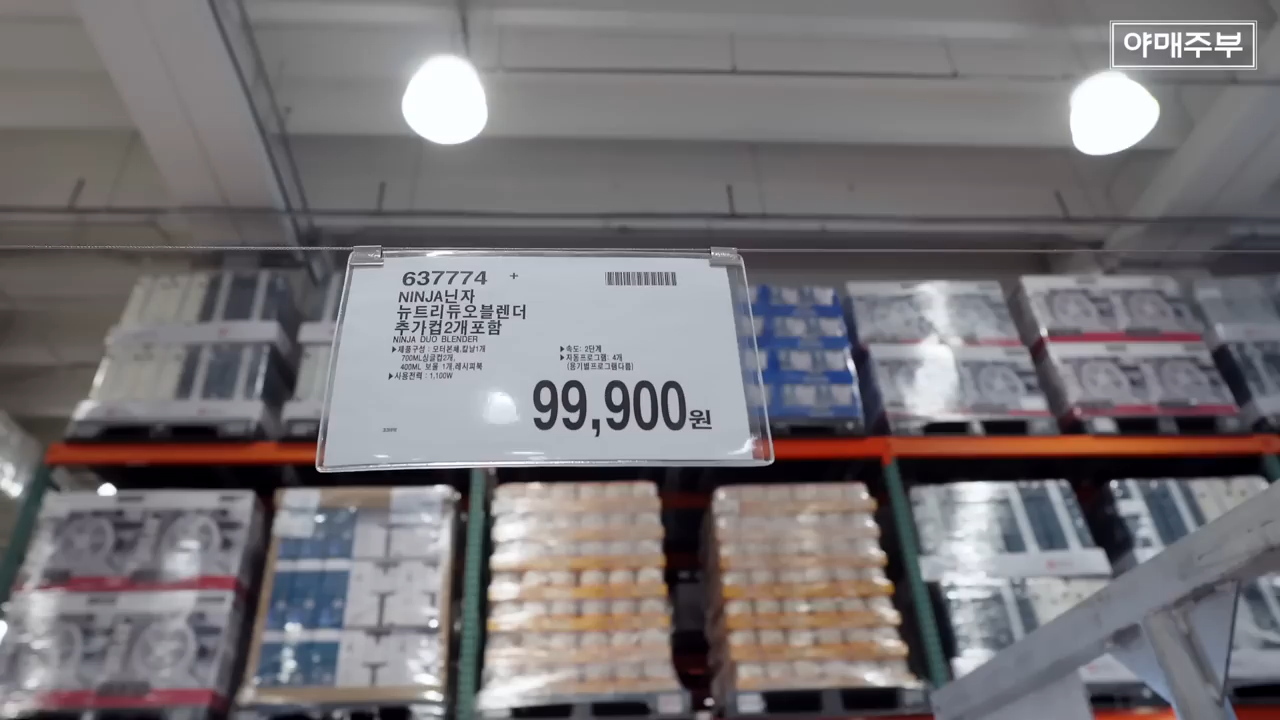 야매주부
637774 +
NINJA닌자
뉴트리듀오블렌더
추가컵2개포함
NINJA DUO BLENDER
▶제품구성 : 모터본체,칼날1개
700ML싱글컵2개,
400ML 보울 1개,레시피북
▶사용전력 : 1,100W
▶속도: 2단계
▶자동프로그램: 4개
(용기별프로그램다름)
99,900원